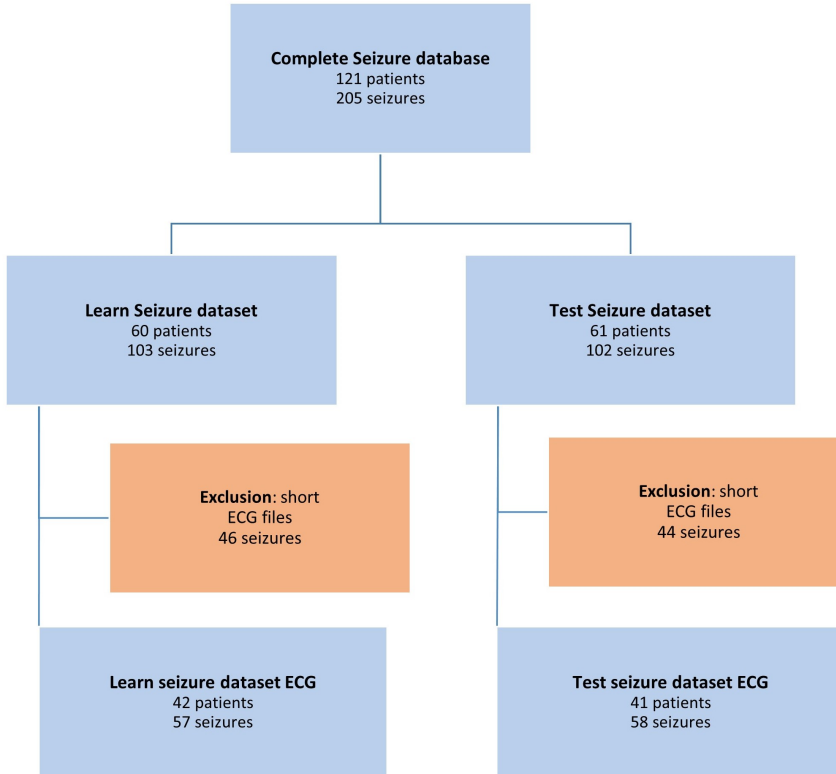 Complete Seizure database
121 patients
205 seizures
Learn Seizure dataset
60 patients
103 seizures
Test Seizure dataset
61 patients
102 seizures
Exclusion: short
ECG files
46 seizures
Exclusion: short
ECG files
44 seizures
Learn seizure dataset ECG
42 patients
57 seizures
Test seizure dataset ECG
41 patients
58 seizures